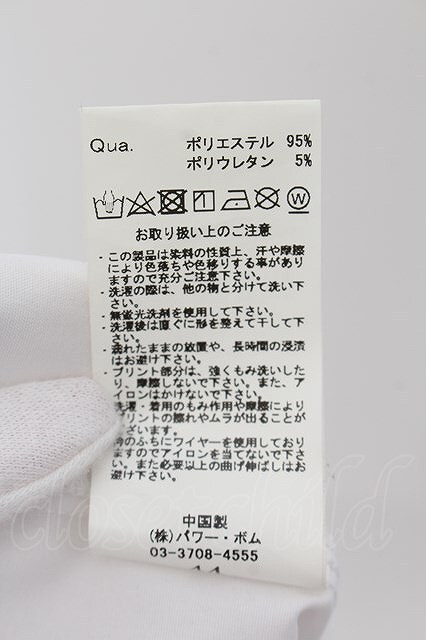 Qua. ポリエステル 95%
ポリウレタン 5%
W
お取り扱い上のご注意
・この製品は染料の性質上、汗や摩擦
により色落ちや色移りする事があり
ますので充分ご注意下さい。
・洗濯の際は、他の物と分けて洗い下
さい。
・無蛍光洗剤を使用して下さい。
・洗濯後は直ぐに形を整えて干して下
さい。
・濡れたままの放置や、長時間の浸漬
はお避け下さい。
・プリント部分は、強くもみ洗いした
り、摩擦しないで下さい。また、ア
イロンはかけないで下さい。
洗濯・着用のもみ作用や摩擦により
プリントの擦れやムラが出ることが
ございます。
のふちにワイヤーを使用しており
ますのでアイロンを当てないで下さ
い。また必要以上の曲げ伸ばしはお
避け下さい。
中国製
(株)パワー・ボム
03-3708-4555
closet child